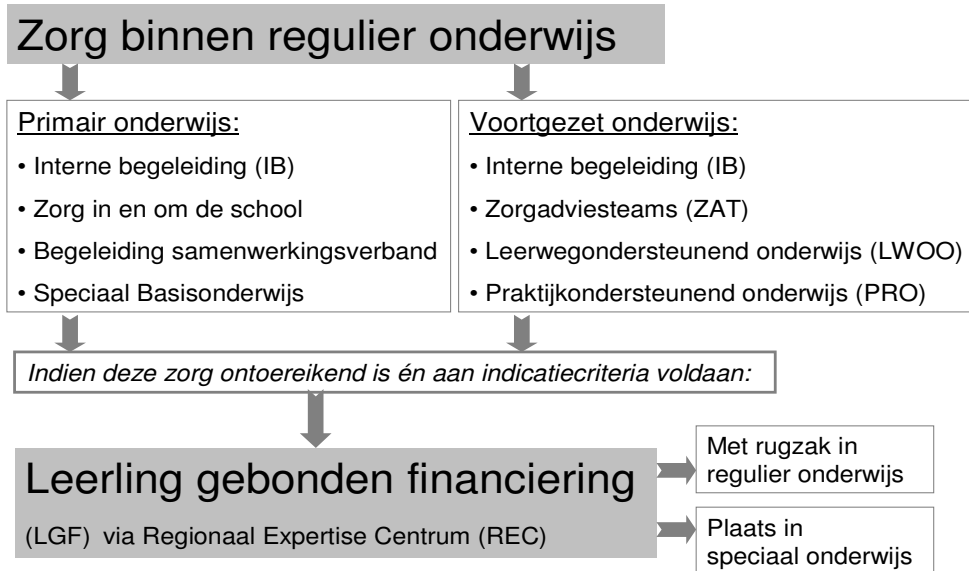 Zorg binnen regulier onderwijs
Primair onderwijs:
• Interne begeleiding (IB)
• Zorg in en om de school
• Begeleiding samenwerkingsverband
• Speciaal Basisonderwijs
Voortgezet onderwijs:
• Interne begeleiding (IB)
• Zorgadviesteams (ZAT)
• Leerwegondersteunend onderwijs (LWOO)
• Praktijkondersteunend onderwijs (PRO)
Indien deze zorg ontoereikend is én aan indicatiecriteria voldaan:
Leerling gebonden financiering
(LGF) via Regionaal Expertise Centrum (REC)
Met rugzak in
regulier onderwijs
Plaats in
speciaal onderwijs